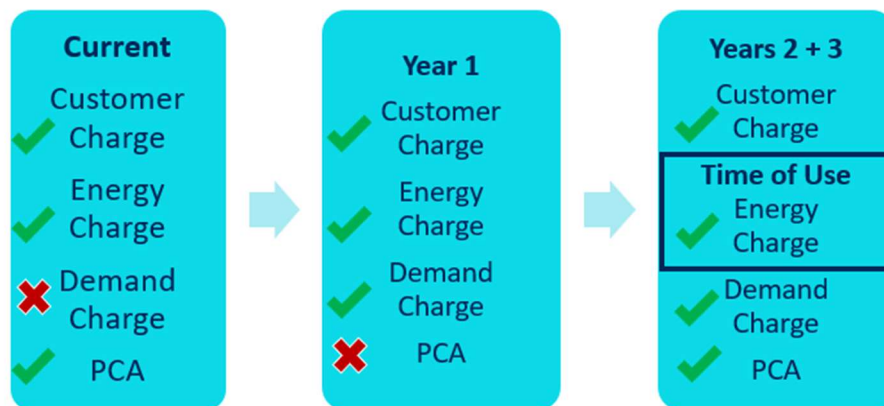 Current
Customer
Charge
Energy
Charge
Demand
Charge
PCA
Year 1
Customer
Charge
Energy
Charge
Demand
Charge
PCA
Years 2 + 3
Customer
Charge
Time of Use
Energy
Charge
Demand
Charge
PCA